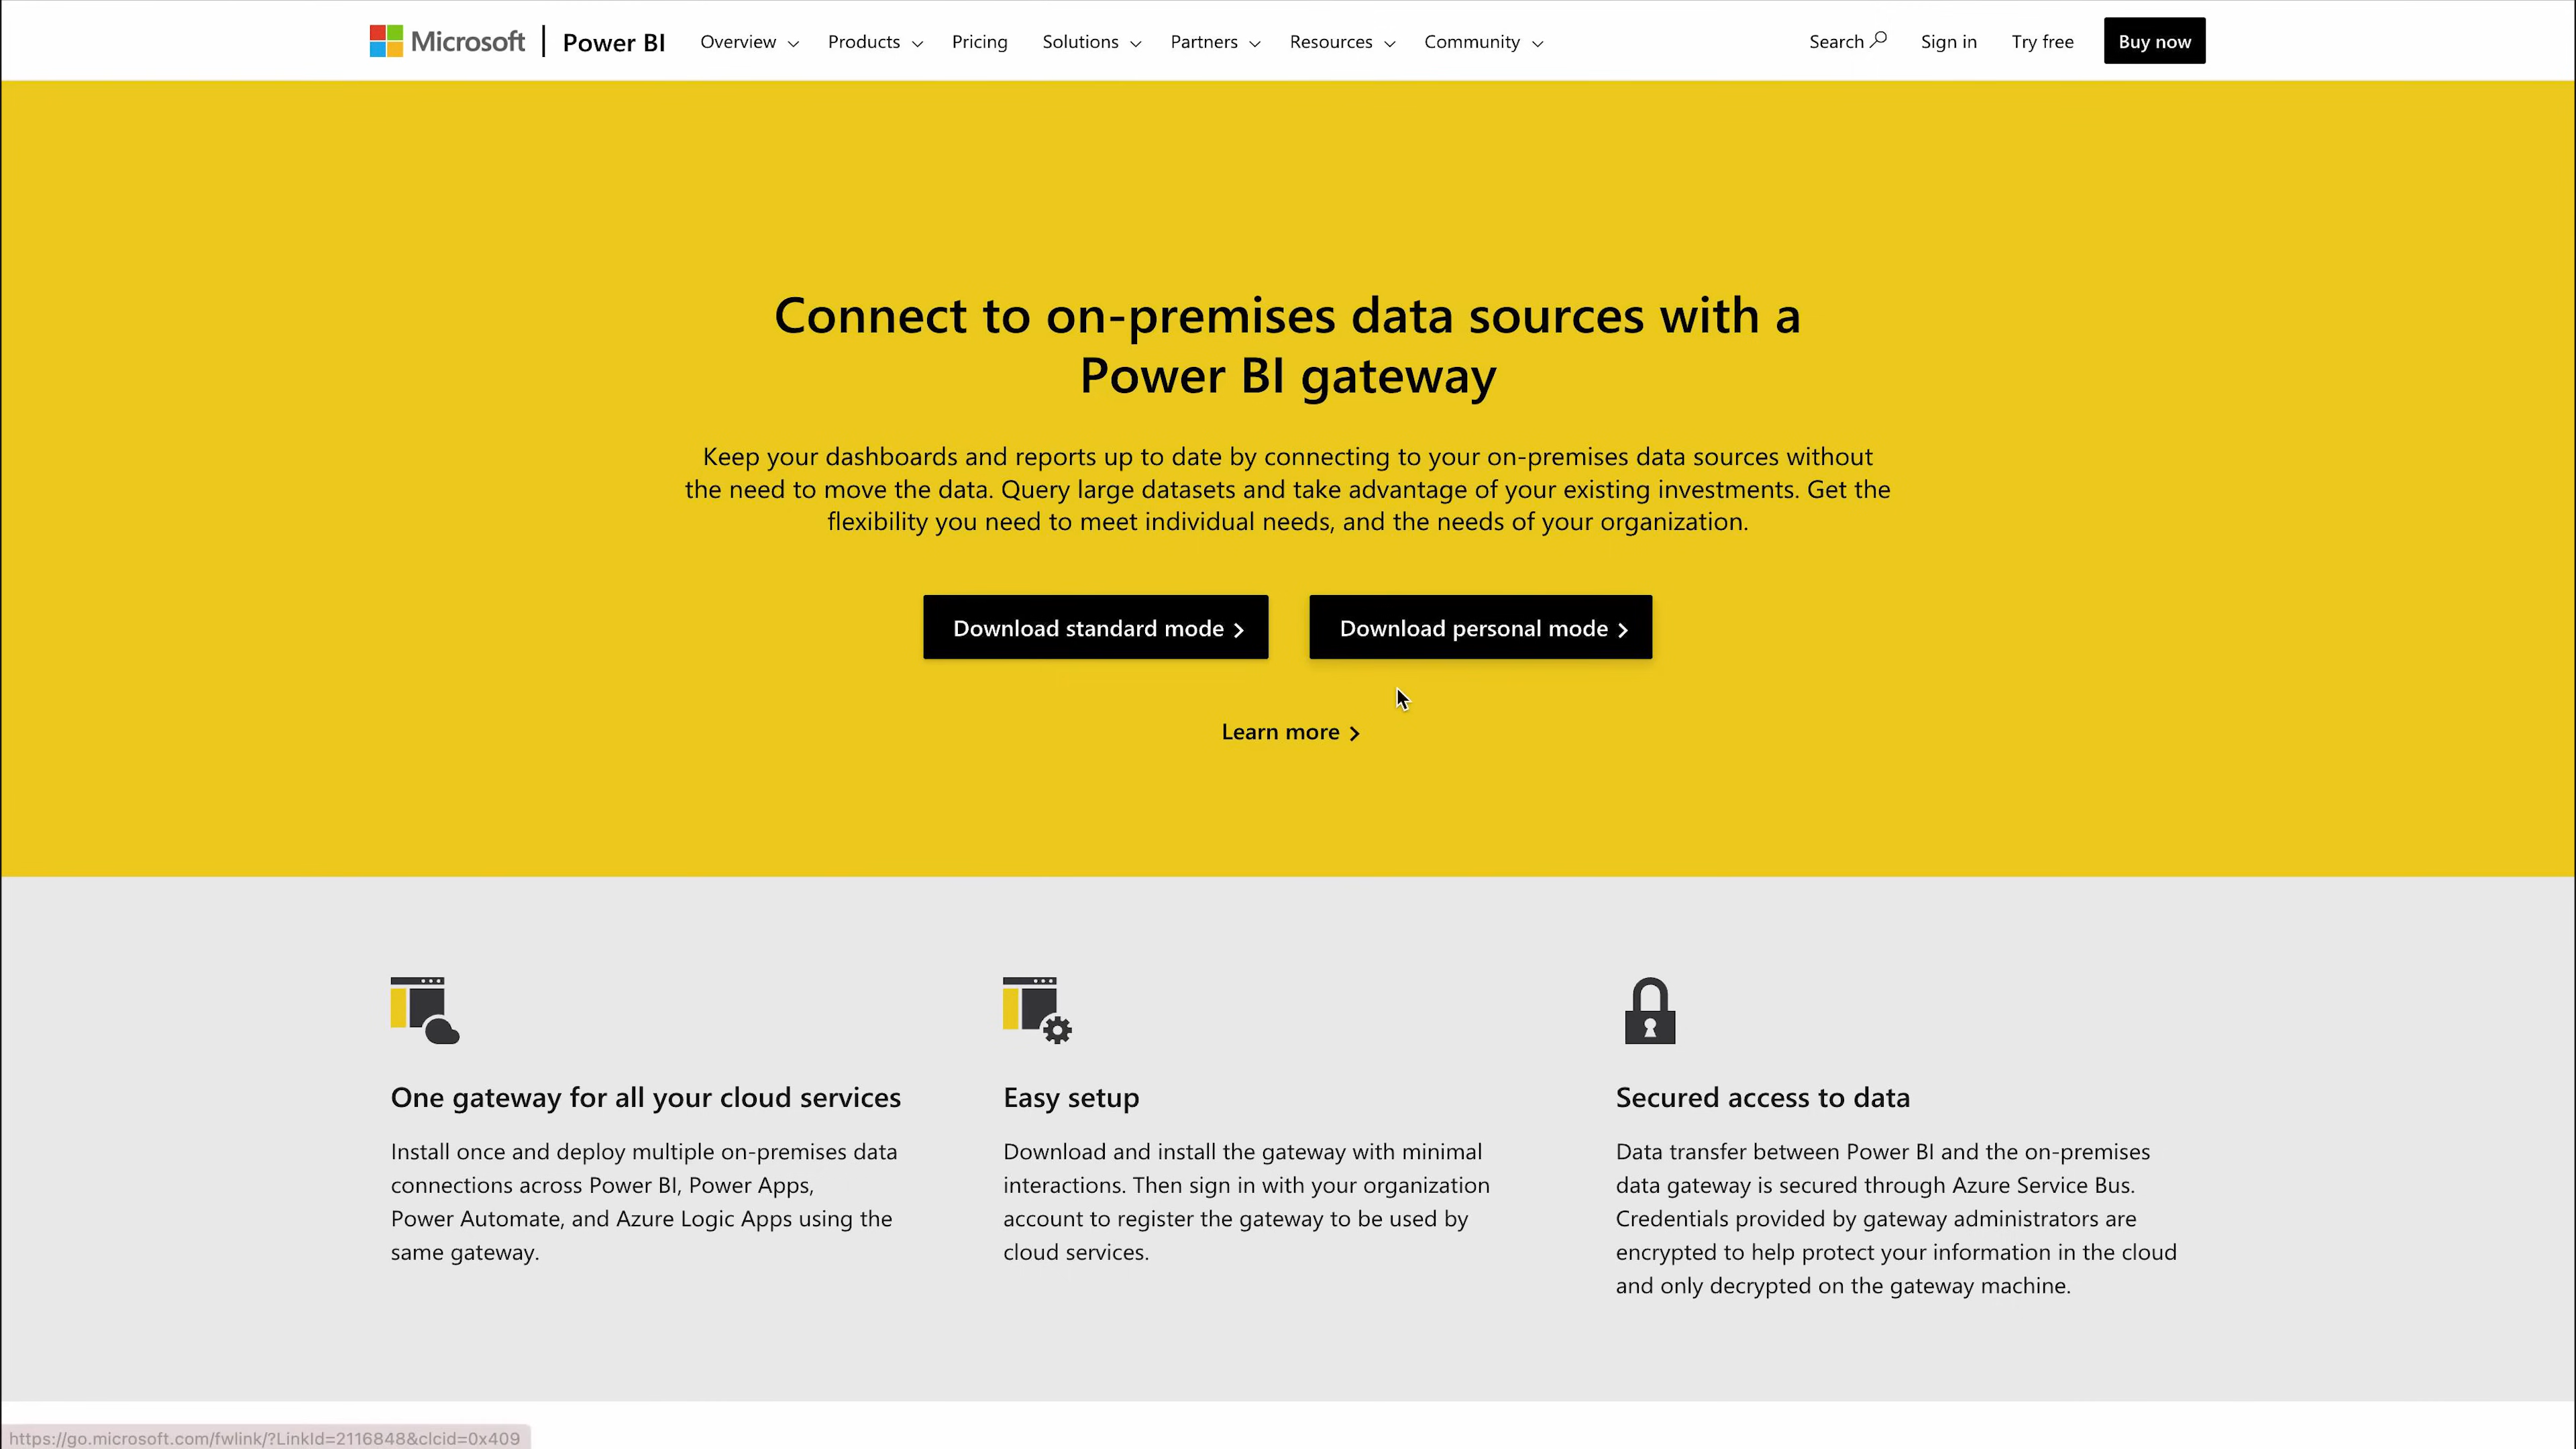 Microsoft | Power BI Overview Products Pricing Solutions Partners Resources Community Search Sign in Try free Buy now
Connect to on-premises data sources with a
Power BI gateway
Keep your dashboards and reports up to date by connecting to your on-premises data sources without
the need to move the data. Query large datasets and take advantage of your existing investments. Get the
flexibility you need to meet individual needs, and the needs of your organization.
Download standard mode Download personal mode
Learn more
One gateway for all your cloud services
Install once and deploy multiple on-premises data
connections across Power BI, Power Apps,
Power Automate, and Azure Logic Apps using the
same gateway.
Easy setup
Download and install the gateway with minimal
interactions. Then sign in with your organization
account to register the gateway to be used by
cloud services.
Secured access to data
Data transfer between Power BI and the on-premises
data gateway is secured through Azure Service Bus.
Credentials provided by gateway administrators are
encrypted to help protect your information in the cloud
and only decrypted on the gateway machine.
https://go.microsoft.com/fwlink/?LinkId=2116848&clcid=0x409